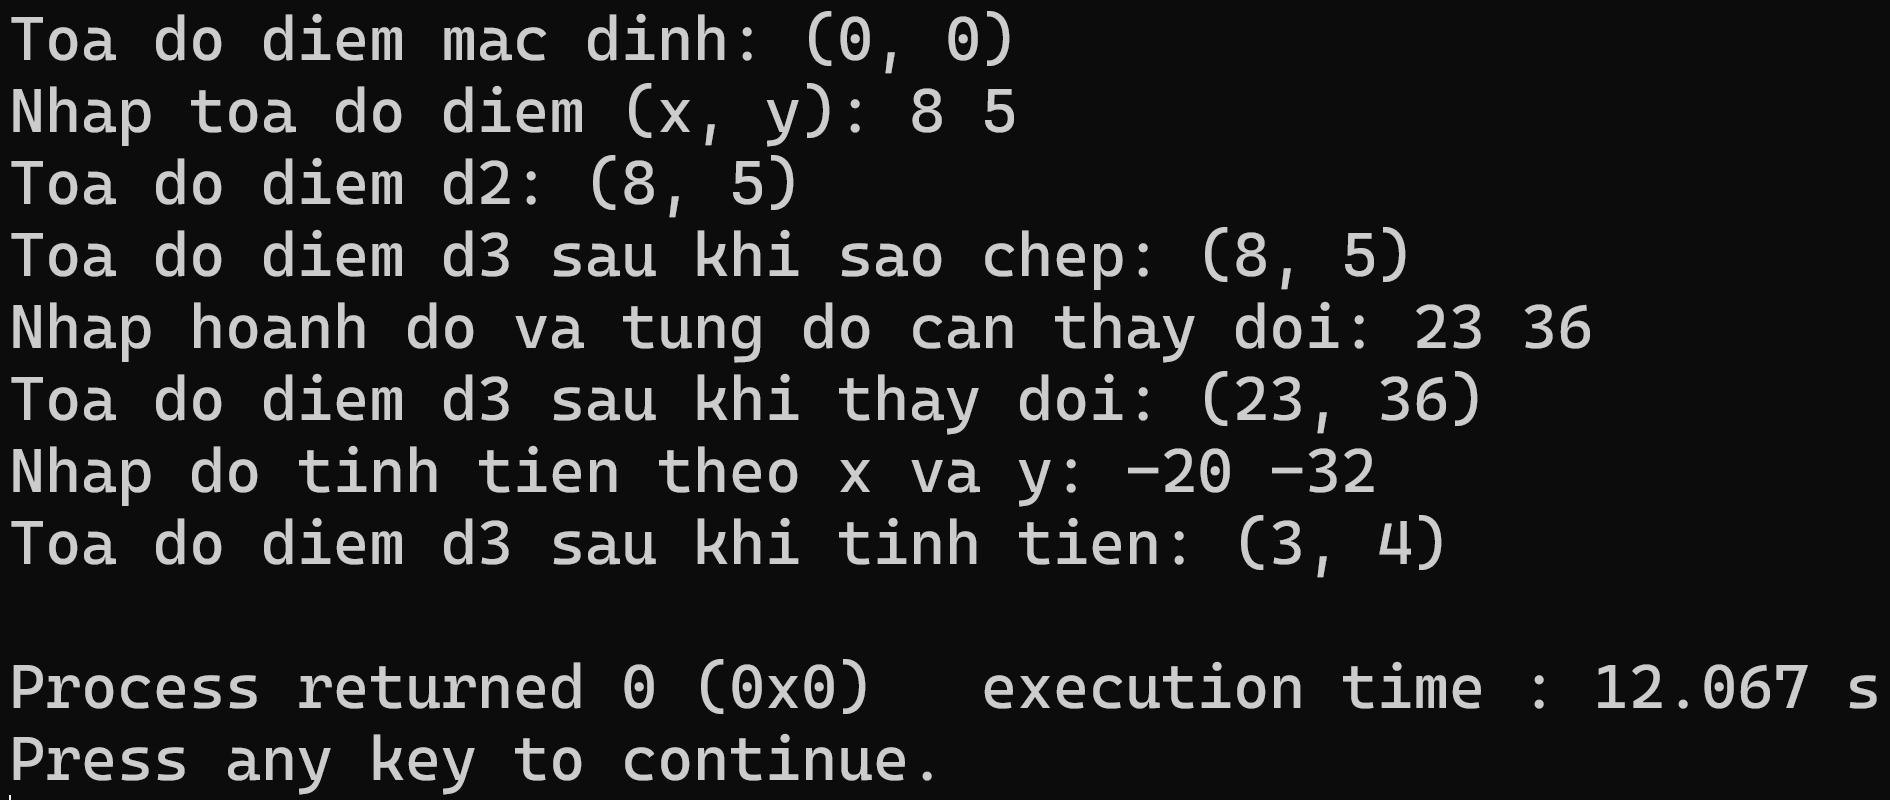 Toa do diem mac dinh: (0, 0)
Nhap toa do diem (x, y): 8 5
Toa do diem d2: (8, 5)
Toa do diem d3 sau khi sao chep: (8, 5)
Nhap hoanh do va tung do can thay doi: 23 36
Toa do diem d3 sau khi thay doi: (23, 36)
Nhap do tinh tien theo x va y: -20 -32
Toa do diem d3 sau khi tinh tien: (3, 4)
Process returned 0 (0x0)   execution time : 12.067 s
Press any key to continue.